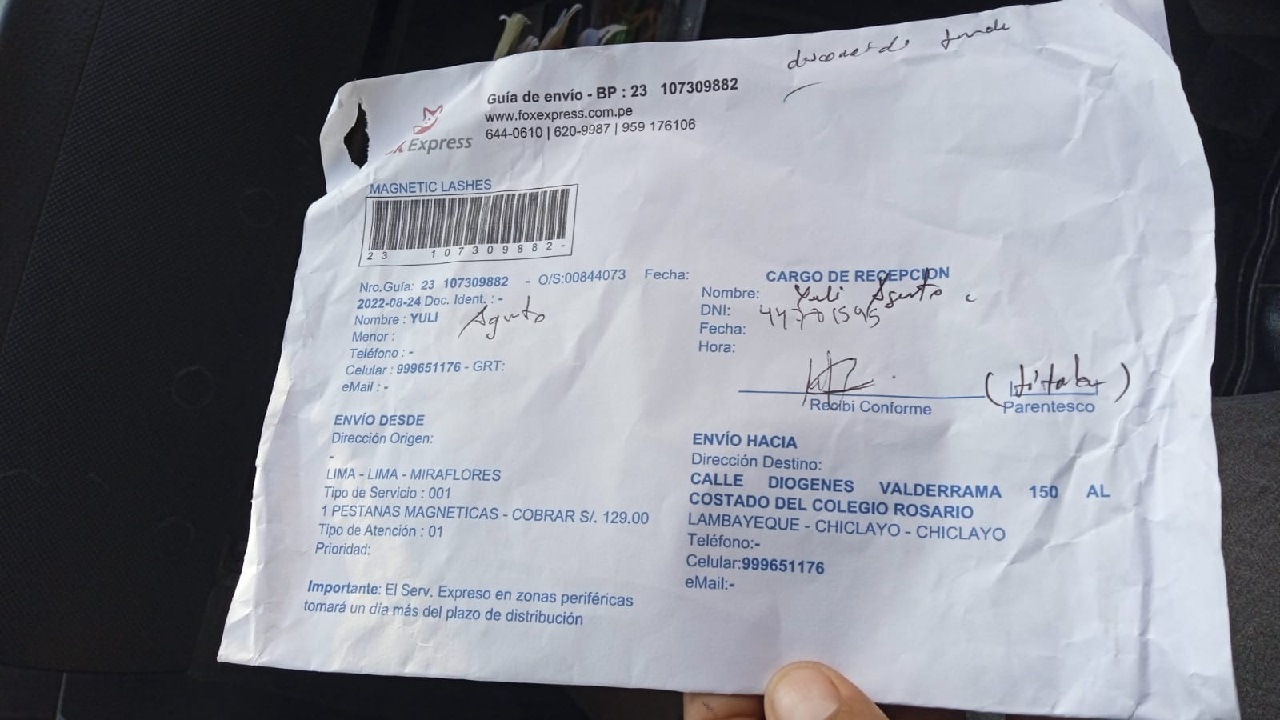 Guía de envío - BP : 23 107309882
www.foxexpress.com.pe
644-0610 | 620-9987 | 959 176106
Express
MAGNETIC LASHES
23 107309882-
Nro.Guía: 23 107309882 - O/S:00844073 Fecha:
2022-08-24 Doc. Ident. : -
Nombre : YULI Agurto
Menor :
Teléfono : -
Celular : 999651176 - GRT:
eMail : -
CARGO DE RECEPCION
Nombre: Yuli Agurto
DNI: 44701595
Fecha:
Hora:
Recibi Conforme
(titular)
Parentesco
ENVÍO DESDE
Dirección Origen:
-
LIMA - LIMA - MIRAFLORES
Tipo de Servicio : 001
1 PESTANAS MAGNETICAS - COBRAR S/. 129.00
Tipo de Atención : 01
Prioridad:
Importante: El Serv. Expreso en zonas periféricas
tomará un día más del plazo de distribución
ENVÍO HACIA
Dirección Destino:
CALLE DIOGENES VALDERRAMA 150 AL
COSTADO DEL COLEGIO ROSARIO
LAMBAYEQUE - CHICLAYO - CHICLAYO
Teléfono:-
Celular:999651176
eMail:-